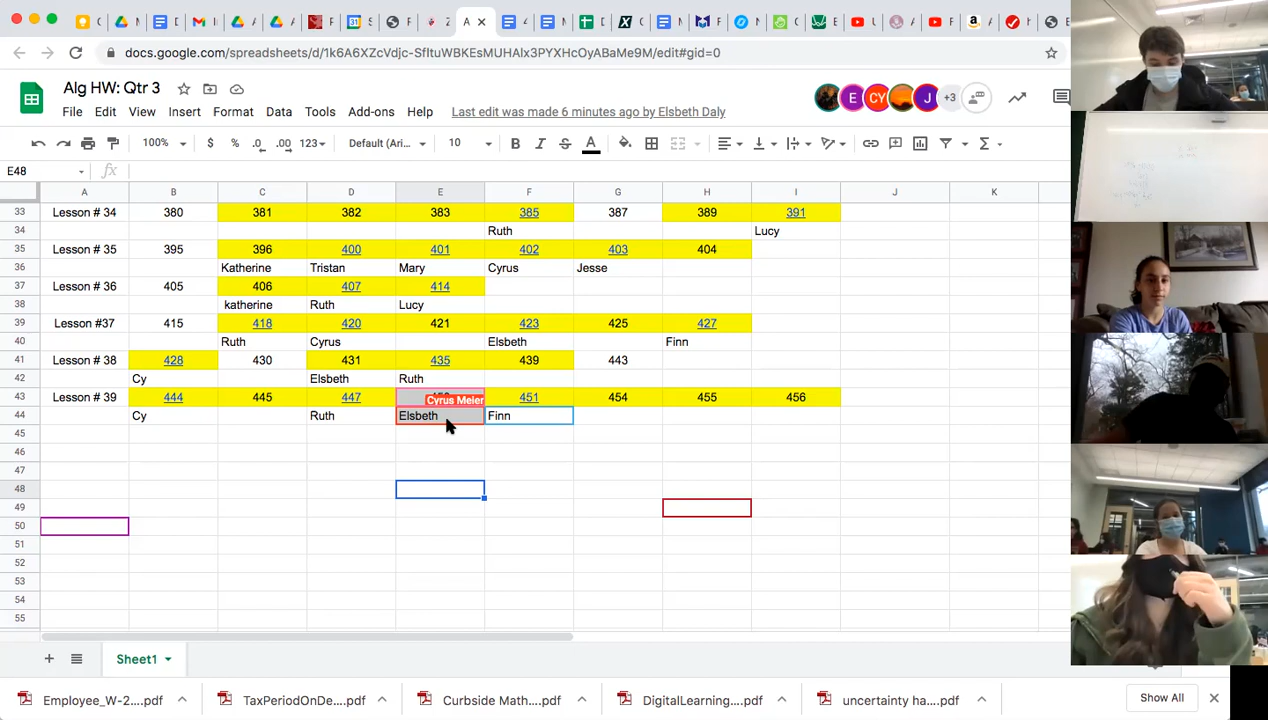 docs.google.com/spreadsheets/d/1k6A6XZcVdjc-SfItuWBKEsMUHAIx3PYXHcOyABaMe9M/edit#gid=0
Alg HW: Qtr 3
E CY J +3
File Edit View Insert Format Data Tools Add-ons Help Last edit was made 6 minutes ago by Elsbeth Daly
100% $ % .0 .00 123 Default (Ari... 10 B I S A
E48 fx
A B C D E F G H I J K
33 Lesson # 34 380 381 382 383 385 387 389 391
34 Ruth Lucy
35 Lesson # 35 395 396 400 401 402 403 404
36 Katherine Tristan Mary Cyrus Jesse
37 Lesson # 36 405 406 407 414
38 katherine Ruth Lucy
39 Lesson #37 415 418 420 421 423 425 427
40 Ruth Cyrus Elsbeth Finn
41 Lesson # 38 428 430 431 435 439 443
42 Cy Elsbeth Ruth
43 Lesson # 39 444 445 447 Cyrus Meier 451 454 455 456
44 Cy Ruth Elsbeth Finn
45
46
47
48
49
50
51
52
53
54
55
Sheet1
Employee_W-2....pdf TaxPeriodOnDe....pdf Curbside Math....pdf DigitalLearning....pdf uncertainty ha....pdf Show All